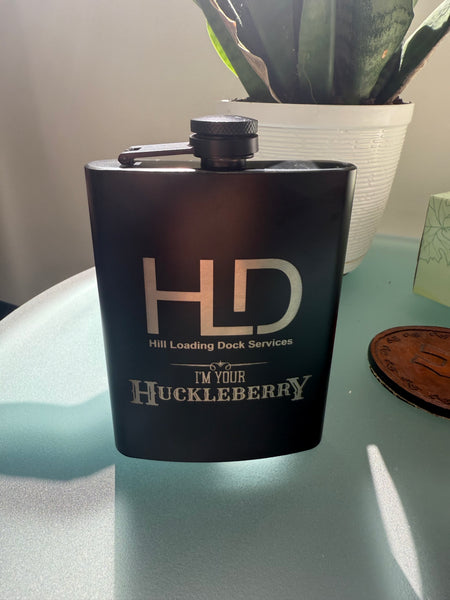 HLD
Hill Loading Dock Services
I'M YOUR
HUCKLEBERRY